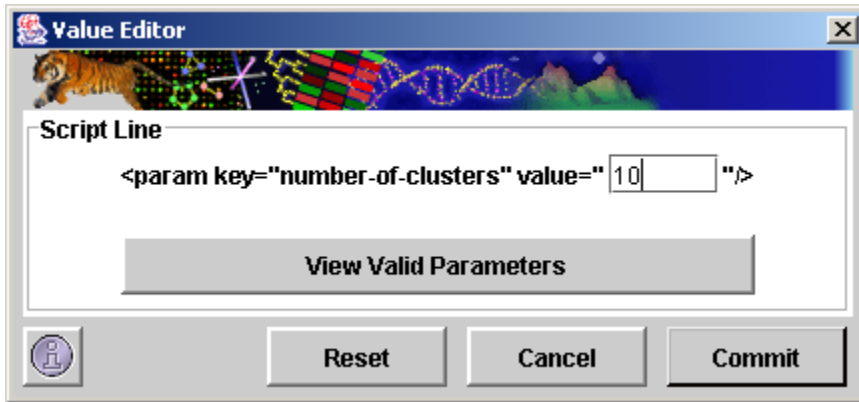 Value Editor
Script Line
<param key="number-of-clusters" value=" 10 "/>
View Valid Parameters
Reset Cancel Commit